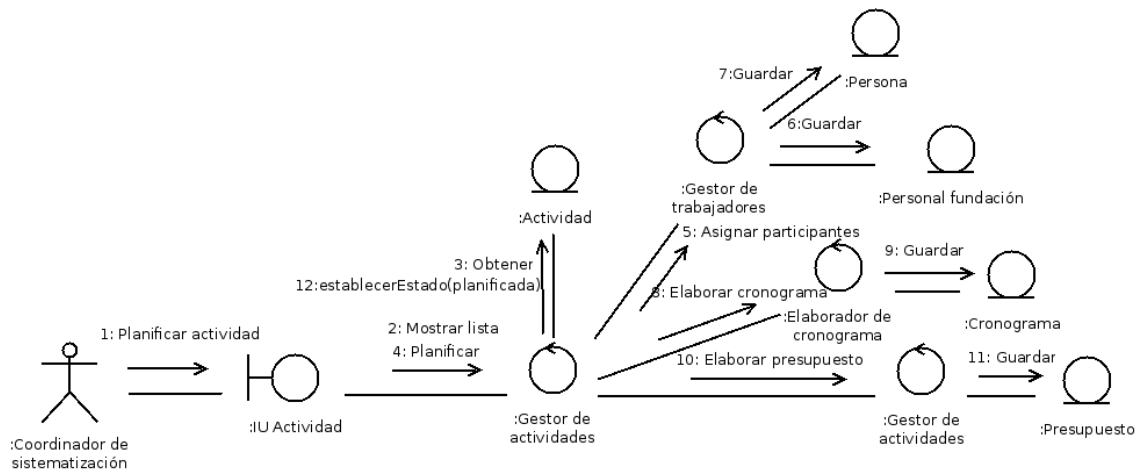 7:Guardar
:Persona
6:Guardar
:Gestor de
trabajadores
:Personal fundación
:Actividad
5: Asignar participantes
3: Obtener
12:establecerEstado(planificada)
9: Guardar
8: Elaborar cronograma
:Elaborador de
cronograma
:Cronograma
1: Planificar actividad
2: Mostrar lista
4: Planificar
10: Elaborar presupuesto
11: Guardar
:IU Actividad
:Gestor de
actividades
:Gestor de
actividades
:Presupuesto
:Coordinador de
sistematización